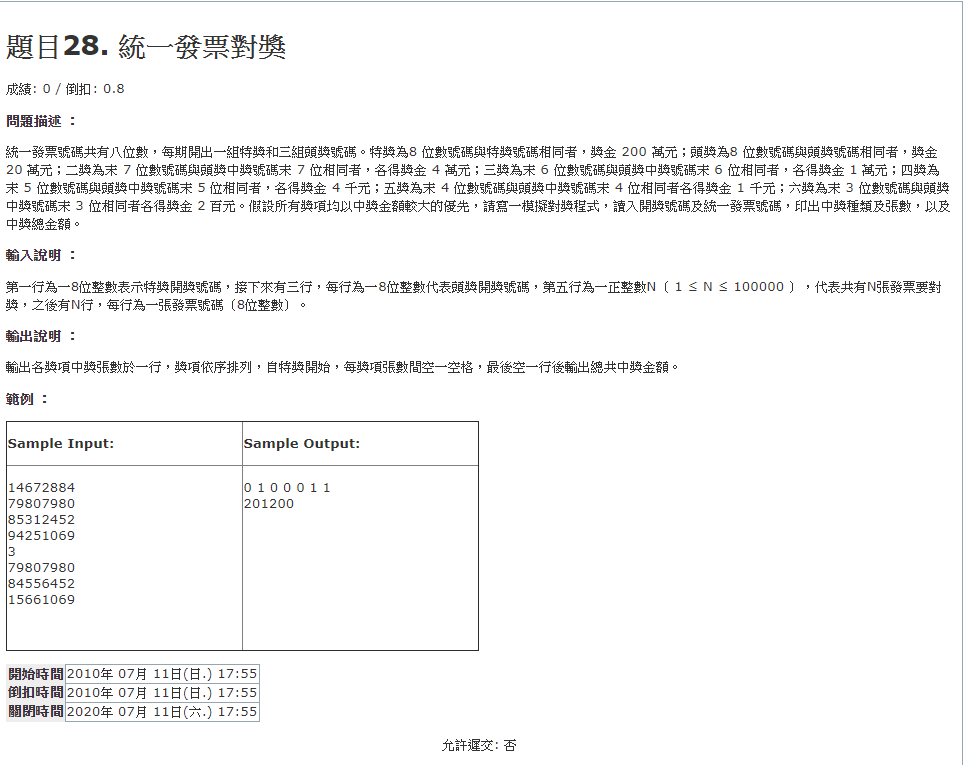 題目28. 統一發票對獎
成績: 0 / 倒扣: 0.8
問題描述 ：
統一發票號碼共有八位數，每期開出一組特獎和三組頭獎號碼。特獎為8 位數號碼與特獎號碼相同者，獎金 200 萬元；頭獎為8 位數號碼與頭獎號碼相同者，獎金
20 萬元；二獎為末 7 位數號碼與頭獎中獎號碼末 7 位相同者，各得獎金 4 萬元；三獎為末 6 位數號碼與頭獎中獎號碼末 6 位相同者，各得獎金 1 萬元；四獎為
末 5 位數號碼與頭獎中獎號碼末 5 位相同者，各得獎金 4 千元；五獎為末 4 位數號碼與頭獎中獎號碼末 4 位相同者各得獎金 1 千元；六獎為末 3 位數號碼與頭獎
中獎號碼末 3 位相同者各得獎金 2 百元。假設所有獎項均以中獎金額較大的優先，請寫一模擬對獎程式，讀入開獎號碼及統一發票號碼，印出中獎種類及張數，以及
中獎總金額。
輸入說明 ：
第一行為一8位整數表示特獎開獎號碼，接下來有三行，每行為一8位整數代表頭獎開獎號碼，第五行為一正整數N（ 1 ≤ N ≤ 100000 ），代表共有N張發票要對
獎，之後有N行，每行為一張發票號碼（8位整數）。
輸出說明 ：
輸出各獎項中獎張數於一行，獎項依序排列，自特獎開始，每獎項張數間空一空格，最後空一行後輸出總共中獎金額。
範例 ：
Sample Input:
Sample Output:
14672884
79807980
85312452
94251069
3
79807980
84556452
15661069
0 1 0 0 0 1 1
201200
開始時間 2010年 07月 11日(日.) 17:55
倒扣時間 2010年 07月 11日(日.) 17:55
關閉時間 2020年 07月 11日(六.) 17:55
允許遲交: 否